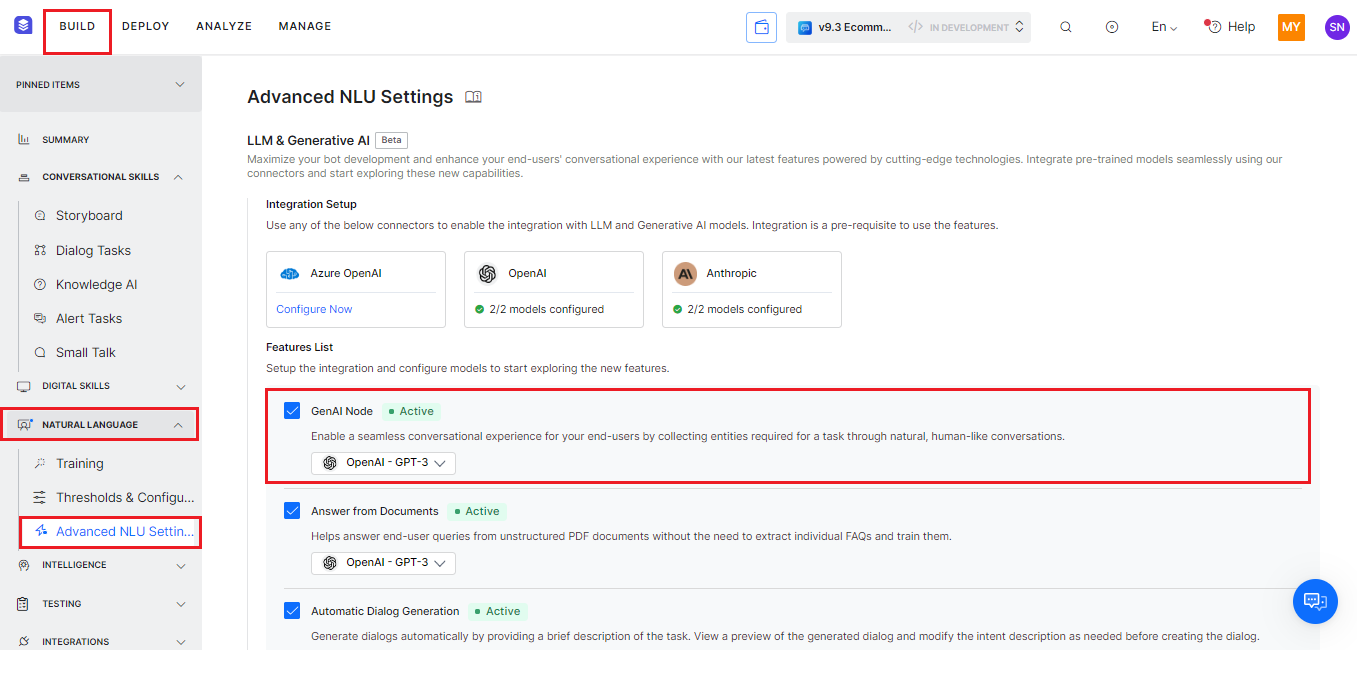 BUILD DEPLOY ANALYZE MANAGE v9.3 Ecomm... IN DEVELOPMENT En Help MY SN
PINNED ITEMS
SUMMARY
CONVERSATIONAL SKILLS
Storyboard
Dialog Tasks
Knowledge AI
Alert Tasks
Small Talk
DIGITAL SKILLS
NATURAL LANGUAGE
Training
Thresholds & Configu...
Advanced NLU Settin...
INTELLIGENCE
TESTING
INTEGRATIONS
Advanced NLU Settings
LLM & Generative AI Beta
Maximize your bot development and enhance your end-users' conversational experience with our latest features powered by cutting-edge technologies. Integrate pre-trained models seamlessly using our
connectors and start exploring these new capabilities.
Integration Setup
Use any of the below connectors to enable the integration with LLM and Generative AI models. Integration is a pre-requisite to use the features.
Azure OpenAI
Configure Now
OpenAI
2/2 models configured
Anthropic
2/2 models configured
Features List
Setup the integration and configure models to start exploring the new features.
GenAI Node Active
Enable a seamless conversational experience for your end-users by collecting entities required for a task through natural, human-like conversations.
OpenAI - GPT-3
Answer from Documents Active
Helps answer end-user queries from unstructured PDF documents without the need to extract individual FAQs and train them.
OpenAI - GPT-3
Automatic Dialog Generation Active
Generate dialogs automatically by providing a brief description of the task. View a preview of the generated dialog and modify the intent description as needed before creating the dialog.